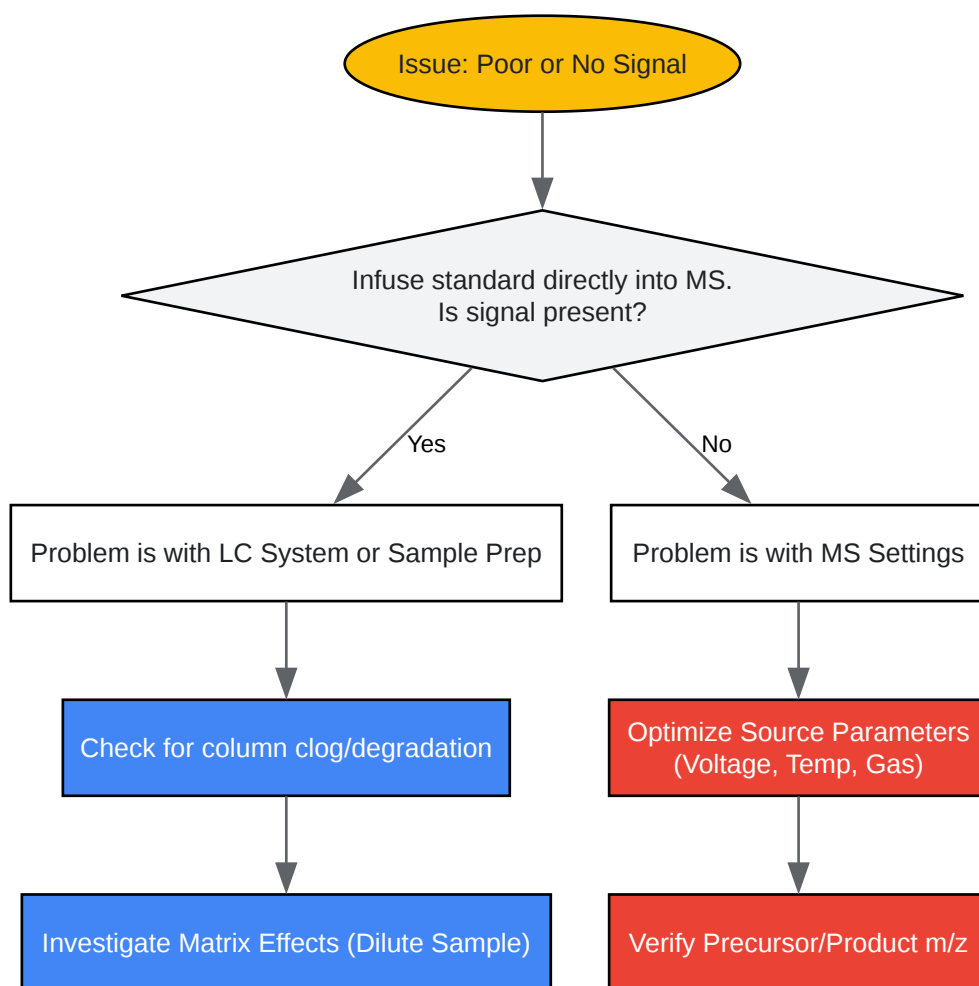 Issue: Poor or No Signal
Infuse standard directly into MS.
Is signal present?
Yes
No
Problem is with LC System or Sample Prep
Problem is with MS Settings
Check for column clog/degradation
Optimize Source Parameters
(Voltage, Temp, Gas)
Investigate Matrix Effects (Dilute Sample)
Verify Precursor/Product m/z